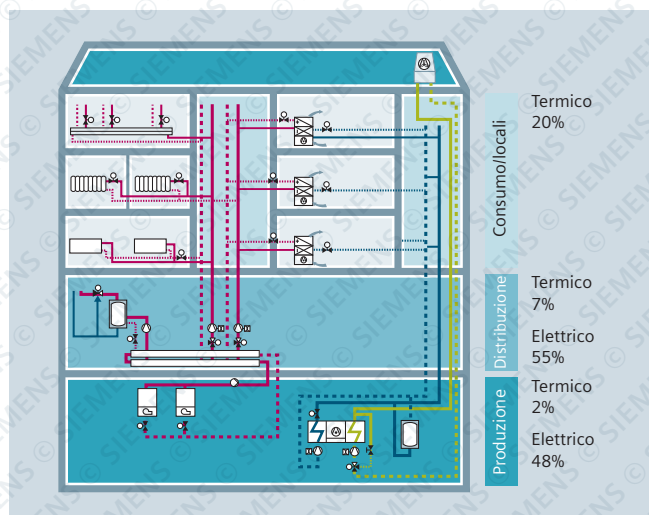 Consumo/locali
Termico
20%
Distribuzione
Termico
7%
Elettrico
55%
Produzione
Termico
2%
Elettrico
48%
SIEMENS ©